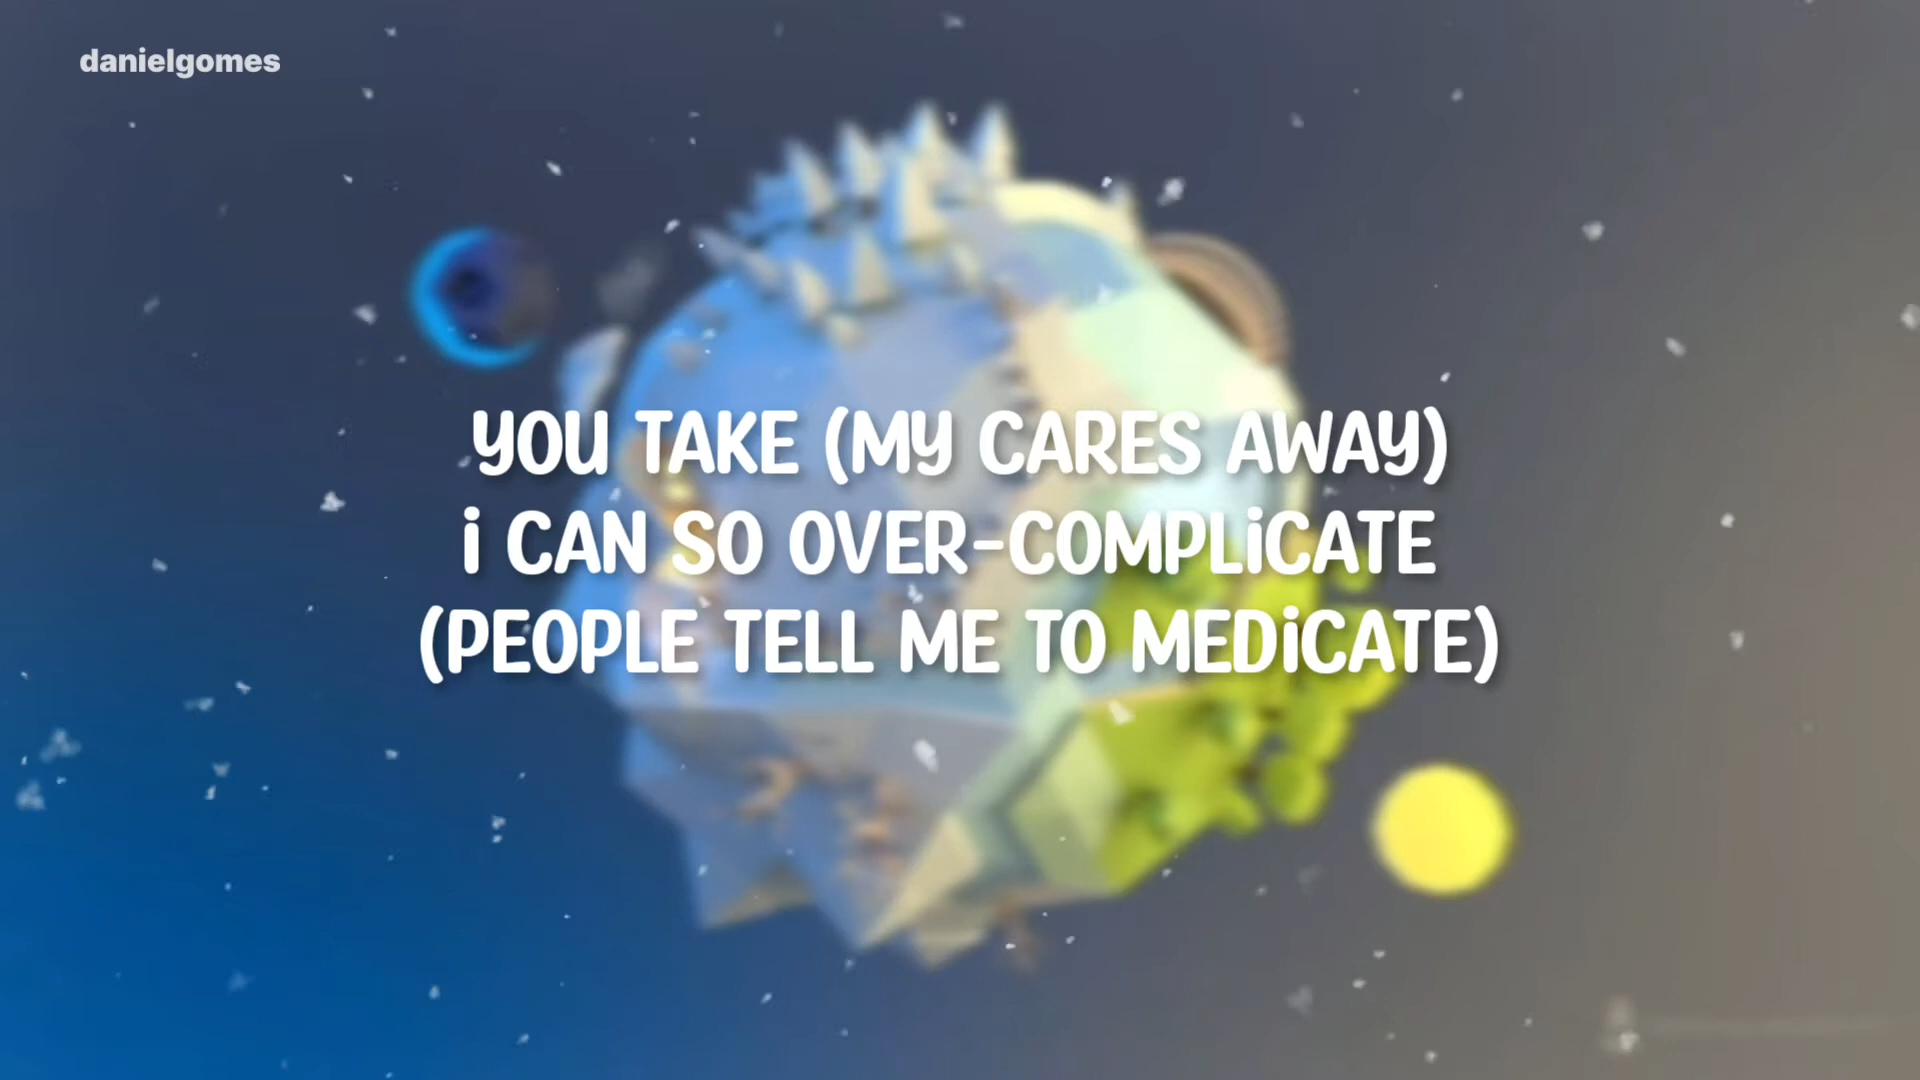 danielgomes
YOU TAKE (MY CARES AWAY)
i CAN SO OVER-COMPLiCATE
(PEOPLE TELL ME TO MEDiCATE)